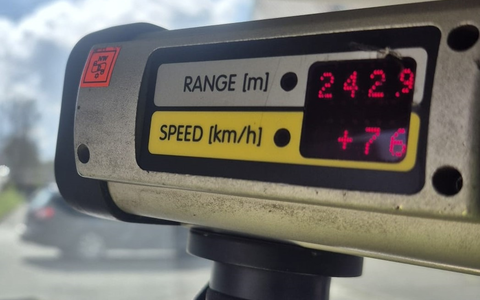 RANGE [m] 242.9
SPEED [km/h] +76